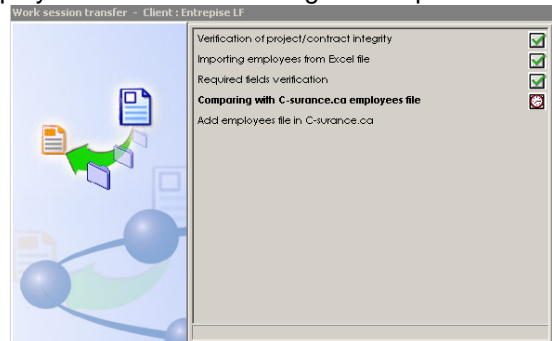 Work session transfer - Client : Entrepise LF
Verification of project/contract integrity
Importing employees from Excel file
Required fields verification
Comparing with C-surance.ca employees file
Add employees file in C-surance.ca